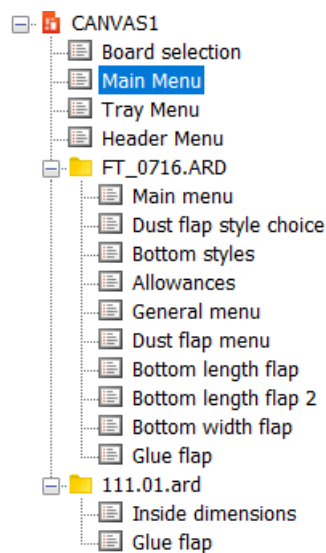 CANVAS1
Board selection
Main Menu
Tray Menu
Header Menu
FT_0716.ARD
Main menu
Dust flap style choice
Bottom styles
Allowances
General menu
Dust flap menu
Bottom length flap
Bottom length flap 2
Bottom width flap
Glue flap
111.01.ard
Inside dimensions
Glue flap